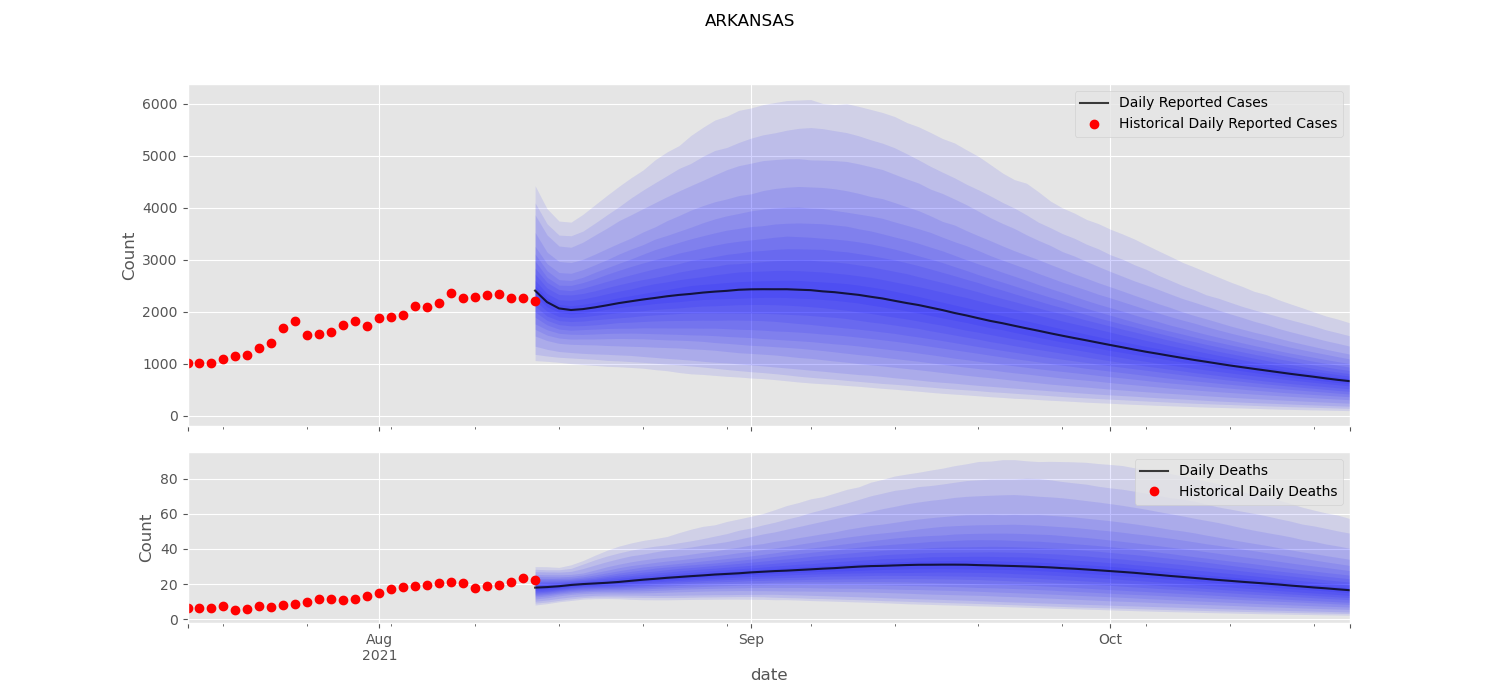 ARKANSAS
6000
5000
4000
3000
2000
1000
0
Count
Daily Reported Cases
Historical Daily Reported Cases
80
60
40
20
0
Count
Daily Deaths
Historical Daily Deaths
Aug
2021
Sep
Oct
date